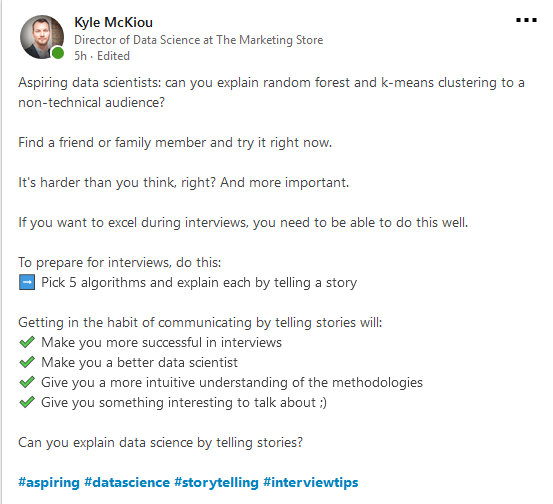 Kyle McKiou
Director of Data Science at The Marketing Store
5h · Edited
Aspiring data scientists: can you explain random forest and k-means clustering to a
non-technical audience?
Find a friend or family member and try it right now.
It's harder than you think, right? And more important.
If you want to excel during interviews, you need to be able to do this well.
To prepare for interviews, do this:
➡️ Pick 5 algorithms and explain each by telling a story
Getting in the habit of communicating by telling stories will:
✔ Make you more successful in interviews
✔ Make you a better data scientist
✔ Give you a more intuitive understanding of the methodologies
✔ Give you something interesting to talk about ;)
Can you explain data science by telling stories?
#aspiring #datascience #storytelling #interviewtips